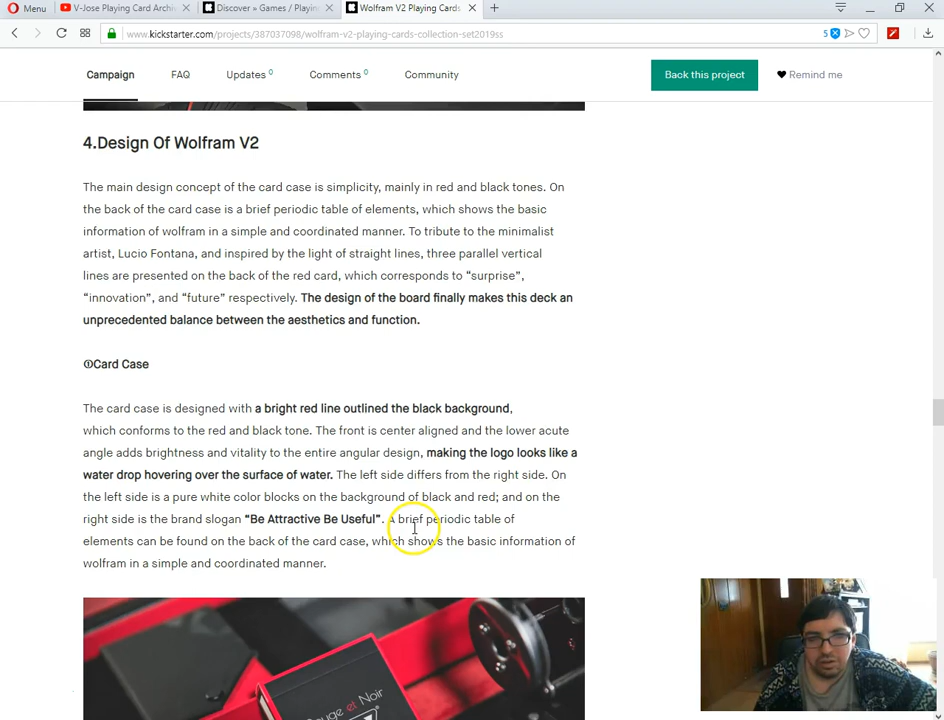 Menu
V-Jose Playing Card Archi
Discover » Games / Playin
Wolfram V2 Playing Cards
www.kickstarter.com/projects/387037098/wolfram-v2-playing-cards-collection-set2019ss
5
Campaign
FAQ
Updates 0
Comments 0
Community
Back this project
Remind me
4.Design Of Wolfram V2
The main design concept of the card case is simplicity, mainly in red and black tones. On
the back of the card case is a brief periodic table of elements, which shows the basic
information of wolfram in a simple and coordinated manner. To tribute to the minimalist
artist, Lucio Fontana, and inspired by the light of straight lines, three parallel vertical
lines are presented on the back of the red card, which corresponds to “surprise”,
“innovation”, and “future” respectively. The design of the board finally makes this deck an
unprecedented balance between the aesthetics and function.
①Card Case
The card case is designed with a bright red line outlined the black background,
which conforms to the red and black tone. The front is center aligned and the lower acute
angle adds brightness and vitality to the entire angular design, making the logo looks like a
water drop hovering over the surface of water. The left side differs from the right side. On
the left side is a pure white color blocks on the background of black and red; and on the
right side is the brand slogan “Be Attractive Be Useful”. A brief periodic table of
elements can be found on the back of the card case, which shows the basic information of
wolfram in a simple and coordinated manner.
Rouge et Noir